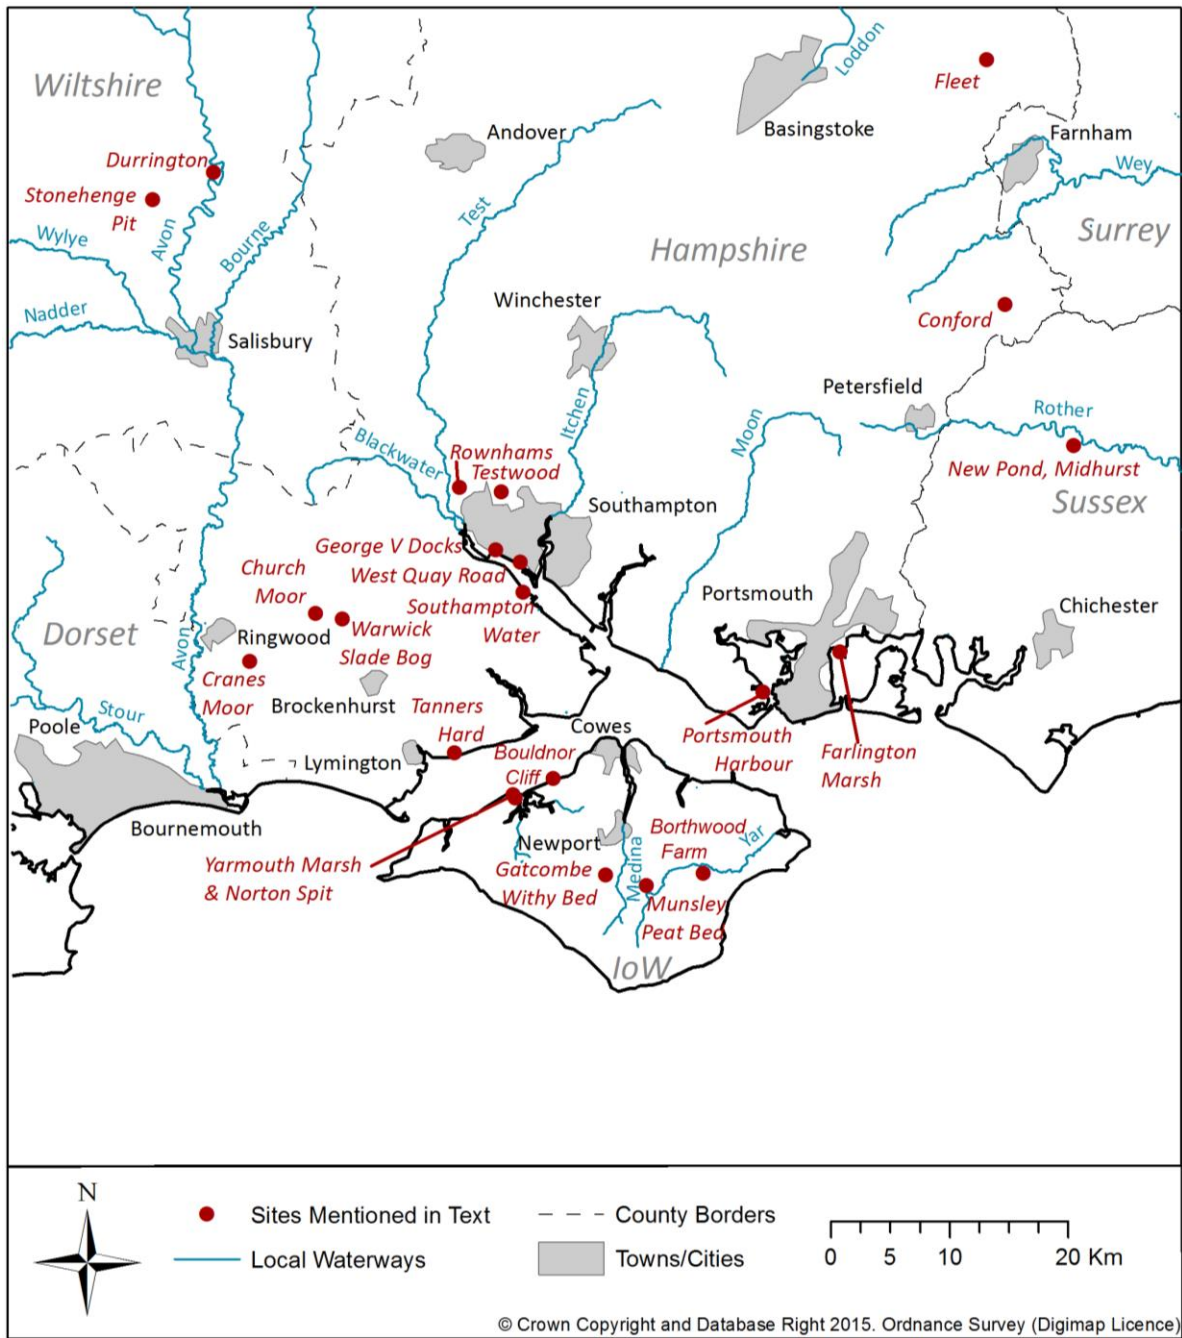 Loddon
Wiltshire
Fleet
Andover
Basingstoke
Farnham
Durrington
Wey
Stonehenge
Pit
Test
Surrey
Wylye
Avon
Bourne
Hampshire
Nadder
Winchester
Conford
Salisbury
Petersfield
Itchen
Moon
Rother
Blackwater
Rownhams
Testwood
New Pond, Midhurst
Sussex
Southampton
George V Docks
West Quay Road
Church
Moor
Portsmouth
Southampton
Water
Chichester
Dorset
Ringwood
Warwick
Slade Bog
Avon
Cranes
Moor
Brockenhurst
Tanners
Hard
Stour
Poole
Cowes
Portsmouth
Harbour
Farlington
Marsh
Lymington
Bouldnor
Cliff
Bournemouth
Newport
Borthwood
Farm
Yar
Yarmouth Marsh
& Norton Spit
Gatcombe
Withy Bed
Medina
Munsley
Peat Bed
IoW
N
Sites Mentioned in Text
County Borders
Local Waterways
Towns/Cities
0 5 10 20 Km
© Crown Copyright and Database Right 2015. Ordnance Survey (Digimap Licence)